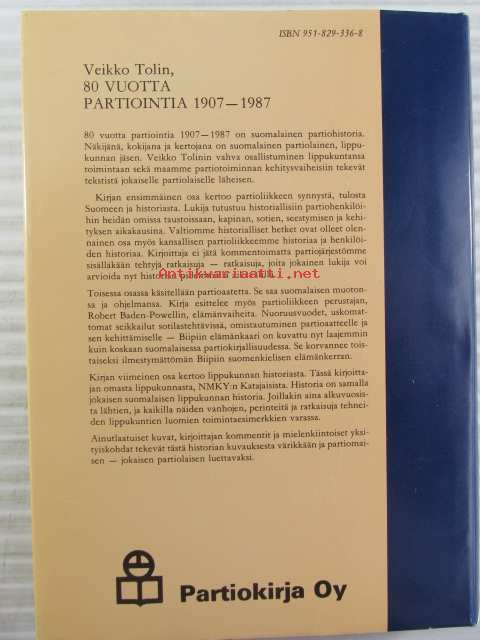 ISBN 951-829-336-8
Veikko Tolin,
80 VUOTTA
PARTIOINTIA 1907—1987
80 vuotta partiointia 1907—1987 on suomalainen partiohistoria.
Näkijänä, kokijana ja kertojana on suomalainen partiolainen, lippu-
kunnan jäsen. Veikko Tolinin vahva osallistuminen lippukuntansa
toimintaan sekä maamme partiotoiminnan kehitysvaiheisiin tekevät
tekstistä jokaiselle partiolaiselle läheisen.
Kirjan ensimmäinen osa kertoo partioliikkeen synnystä, tulosta
Suomeen ja historiasta. Lukija tutustuu historiallisiin partiohenkilöi-
hin heidän omissa taustoissaan, kapinan, sotien, seestymisen ja kehi-
tyksen aikakausina. Valtiomme historialliset hetket ovat olleet olen-
nainen osa myös kansallisen partioliikkeemme historiaa ja henkilöi-
den historiaa. Kirjoittaja ei jää kommentoimatta partiojärjestömme
sisälläkään tehtyjä ratkaisuja — ratkaisuja, joita jokainen lukija voi
arvioida nyt historian
Antikvariaatti.net
Toisessa osassa käsitellään partioaatetta. Se saa suomalaisen muoton-
sa ja ohjelmansa. Kirja esittelee myös partioliikkeen perustajan,
Robert Baden-Powellin, elämänvaiheita. Nuoruusvuodet, uskomat-
tomat seikkailut sotilastehtävissä, omistautuminen partioaatteelle ja
sen kehittämiselle — Biipiin elämänkaari on kuvattu nyt laajemmin
kuin koskaan suomalaisessa partiokirjallisuudessa. Se korvannee tois-
taiseksi ilmestymättömän Biipiin suomenkielisen elämänkerran.
Kirjan viimeinen osa kertoo lippukunnan historiasta. Tässä kirjoitta-
jan omasta lippukunnasta, NMKY:n Katajaisista. Historia on samalla
jokaisen suomalaisen lippukunnan historia. Joillakin aina alkuvuosis-
ta lähtien, ja kaikilla näiden vanhojen, perinteitä ja ratkaisuja tehnei-
den lippukuntien luomien toimintaesimerkkien varassa.
Ainutlaatuiset kuvat, kirjoittajan kommentit ja mielenkiintoiset yksi-
tyiskohdat tekevät tästä historian kuvauksesta värikkään ja partiomai-
sen — jokaisen partiolaisen luettavaksi.
Partiokirja Oy